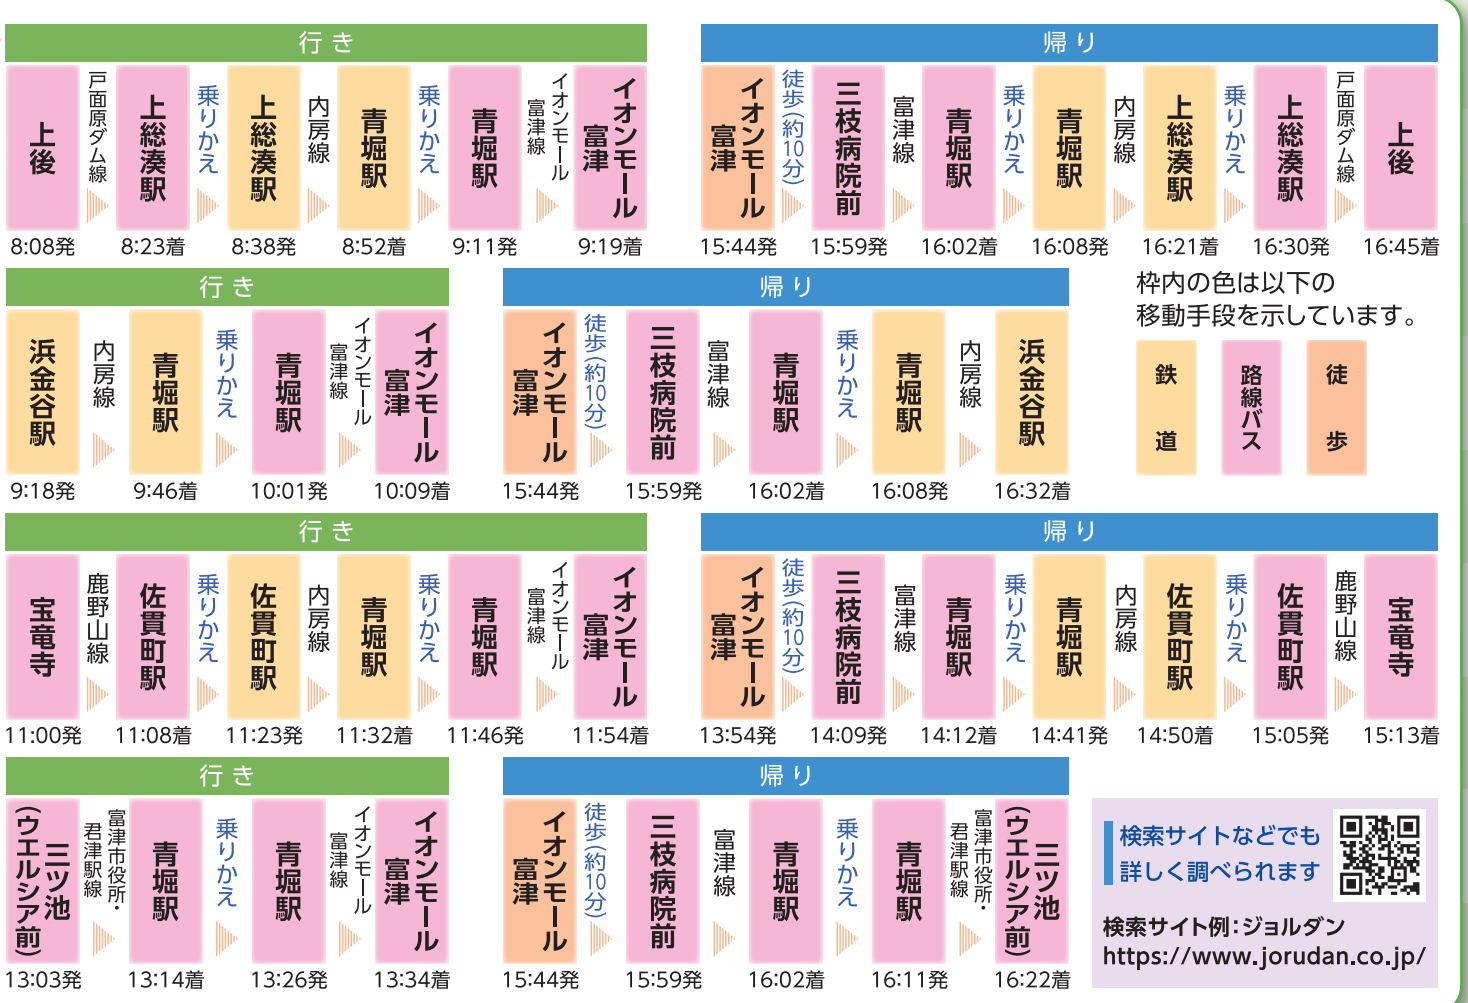 行き
上後
戸面原ダム線
上総湊駅
乗りかえ
上総湊駅
内房線
青堀駅
乗りかえ
青堀駅
イオンモール
富津線
イオンモール
富津
8:08発 8:23着 8:38発 8:52着 9:11発 9:19着
帰り
イオンモール
富津
徒歩(約10分)
三枝病院前
富津線
青堀駅
乗りかえ
青堀駅
内房線
上総湊駅
乗りかえ
上総湊駅
戸面原ダム線
上後
15:44発 15:59発 16:02着 16:08発 16:21着 16:30発 16:45着
行き
浜金谷駅
内房線
青堀駅
乗りかえ
青堀駅
イオンモール
富津線
イオンモール
富津
9:18発 9:46着 10:01発 10:09着
帰り
イオンモール
富津
徒歩(約10分)
三枝病院前
富津線
青堀駅
乗りかえ
青堀駅
内房線
浜金谷駅
15:44発 15:59発 16:02着 16:08発 16:32着
枠内の色は以下の
移動手段を示しています。
鉄道
路線バス
徒歩
行き
宝竜寺
鹿野山線
佐貫町駅
乗りかえ
佐貫町駅
内房線
青堀駅
乗りかえ
青堀駅
イオンモール
富津線
イオンモール
富津
11:00発 11:08着 11:23発 11:32着 11:46発 11:54着
帰り
イオンモール
富津
徒歩(約10分)
三枝病院前
富津線
青堀駅
乗りかえ
青堀駅
内房線
佐貫町駅
乗りかえ
佐貫町駅
鹿野山線
宝竜寺
13:54発 14:09発 14:12着 14:41発 14:50着 15:05発 15:13着
行き
三ツ池
(ウエルシア前)
富津市役所・
君津駅線
青堀駅
乗りかえ
青堀駅
イオンモール
富津線
イオンモール
富津
13:03発 13:14着 13:26発 13:34着
帰り
イオンモール
富津
徒歩(約10分)
三枝病院前
富津線
青堀駅
乗りかえ
青堀駅
富津市役所・
君津駅線
三ツ池
(ウエルシア前)
15:44発 15:59発 16:02着 16:11発 16:22着
検索サイトなどでも
詳しく調べられます
検索サイト例:ジョルダン
https://www.jorudan.co.jp/